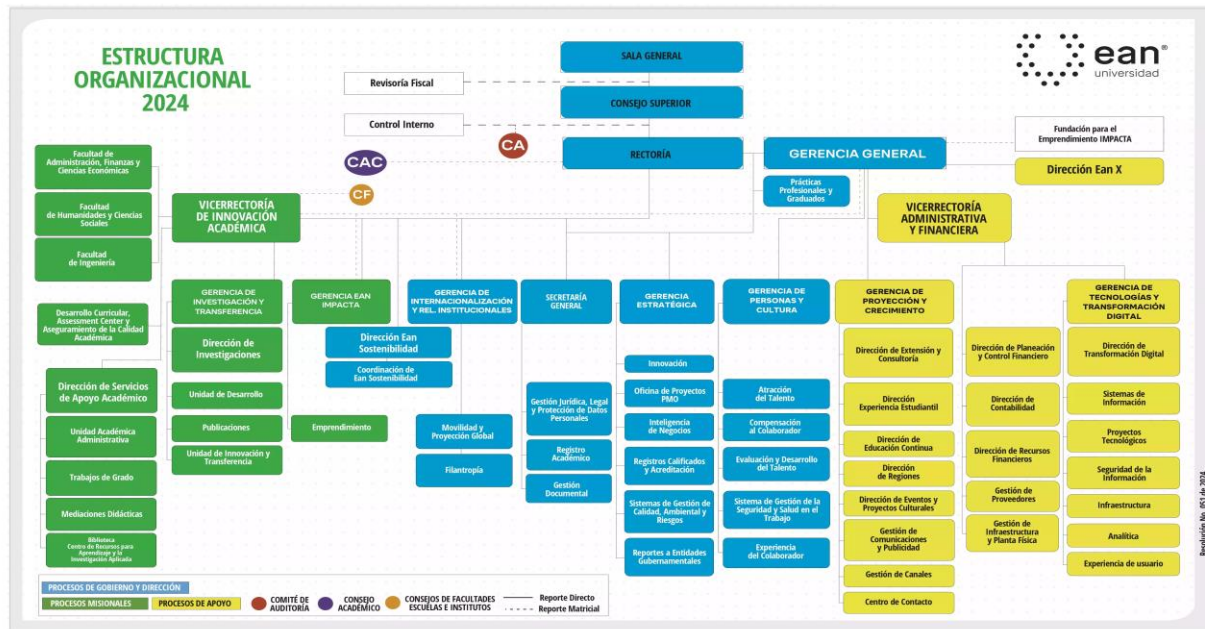 ESTRUCTURA
ORGANIZACIONAL
2024
ean®
universidad
SALA GENERAL
Revisoría Fiscal
CONSEJO SUPERIOR
Control Interno
CA
CAC
CF
RECTORÍA
GERENCIA GENERAL
Fundación para el
Emprendimiento IMPACTA
Dirección Ean X
Prácticas
Profesionales y
Graduados
VICERRECTORÍA
ADMINISTRATIVA
Y FINANCIERA
Facultad de
Administración, Finanzas y
Ciencias Económicas
Facultad
de Humanidades y Ciencias
Sociales
Facultad
de Ingeniería
VICERRECTORÍA
DE INNOVACIÓN
ACADÉMICA
Desarrollo Curricular,
Assessment Center y
Aseguramiento de la Calidad
Académica
Dirección de Servicios
de Apoyo Académico
Unidad Académica
Administrativa
Trabajos de Grado
Mediaciones Didácticas
Biblioteca
Centro de Recursos para
Aprendizaje y la
Investigación Aplicada
GERENCIA DE
INVESTIGACIÓN Y
TRANSFERENCIA
Dirección de
Investigaciones
Unidad de Desarrollo
Publicaciones
Unidad de Innovación y
Transferencia
GERENCIA EAN
IMPACTA
Emprendimiento
GERENCIA DE
INTERNACIONALIZACIÓN
Y REL. INSTITUCIONALES
Dirección Ean
Sostenibilidad
Coordinación de
Ean Sostenibilidad
Movilidad y
Proyección Global
Filantropía
SECRETARÍA
GENERAL
Gestión Jurídica, Legal
y Protección de Datos
Personales
Registro
Académico
Gestión
Documental
GERENCIA
ESTRATÉGICA
Innovación
Oficina de Proyectos
PMO
Inteligencia
de Negocios
Registros Calificados
y Acreditación
Sistemas de Gestión de
Calidad, Ambiental y
Riesgos
Reportes a Entidades
Gubernamentales
GERENCIA DE
PERSONAS Y
CULTURA
Atracción
del Talento
Compensación
al Colaborador
Evaluación y Desarrollo
del Talento
Sistema de Gestión de la
Seguridad y Salud en el
Trabajo
Experiencia
del Colaborador
GERENCIA DE
PROYECCIÓN Y
CRECIMIENTO
Dirección de Extensión y
Consultoría
Dirección
Experiencia Estudiantil
Dirección de
Educación Continua
Dirección
de Regiones
Dirección de Eventos y
Proyectos Culturales
Gestión de
Comunicaciones
y Publicidad
Gestión de Canales
Centro de Contacto
Dirección de Planeación
y Control Financiero
Dirección de
Contabilidad
Dirección de Recursos
Financieros
Gestión de
Proveedores
Gestión de
Infraestructura
y Planta Física
GERENCIA DE
TECNOLOGÍAS Y
TRANSFORMACIÓN
DIGITAL
Dirección de
Transformación Digital
Sistemas de
Información
Proyectos
Tecnológicos
Seguridad de la
Información
Infraestructura
Analítica
Experiencia de usuario
Resolución No. 051 de 2024
PROCESOS DE GOBIERNO Y DIRECCIÓN
PROCESOS MISIONALES
PROCESOS DE APOYO
COMITÉ DE
AUDITORÍA
CONSEJO
ACADÉMICO
CONSEJOS DE FACULTADES
ESCUELAS E INSTITUTOS
Reporte Directo
Reporte Matricial